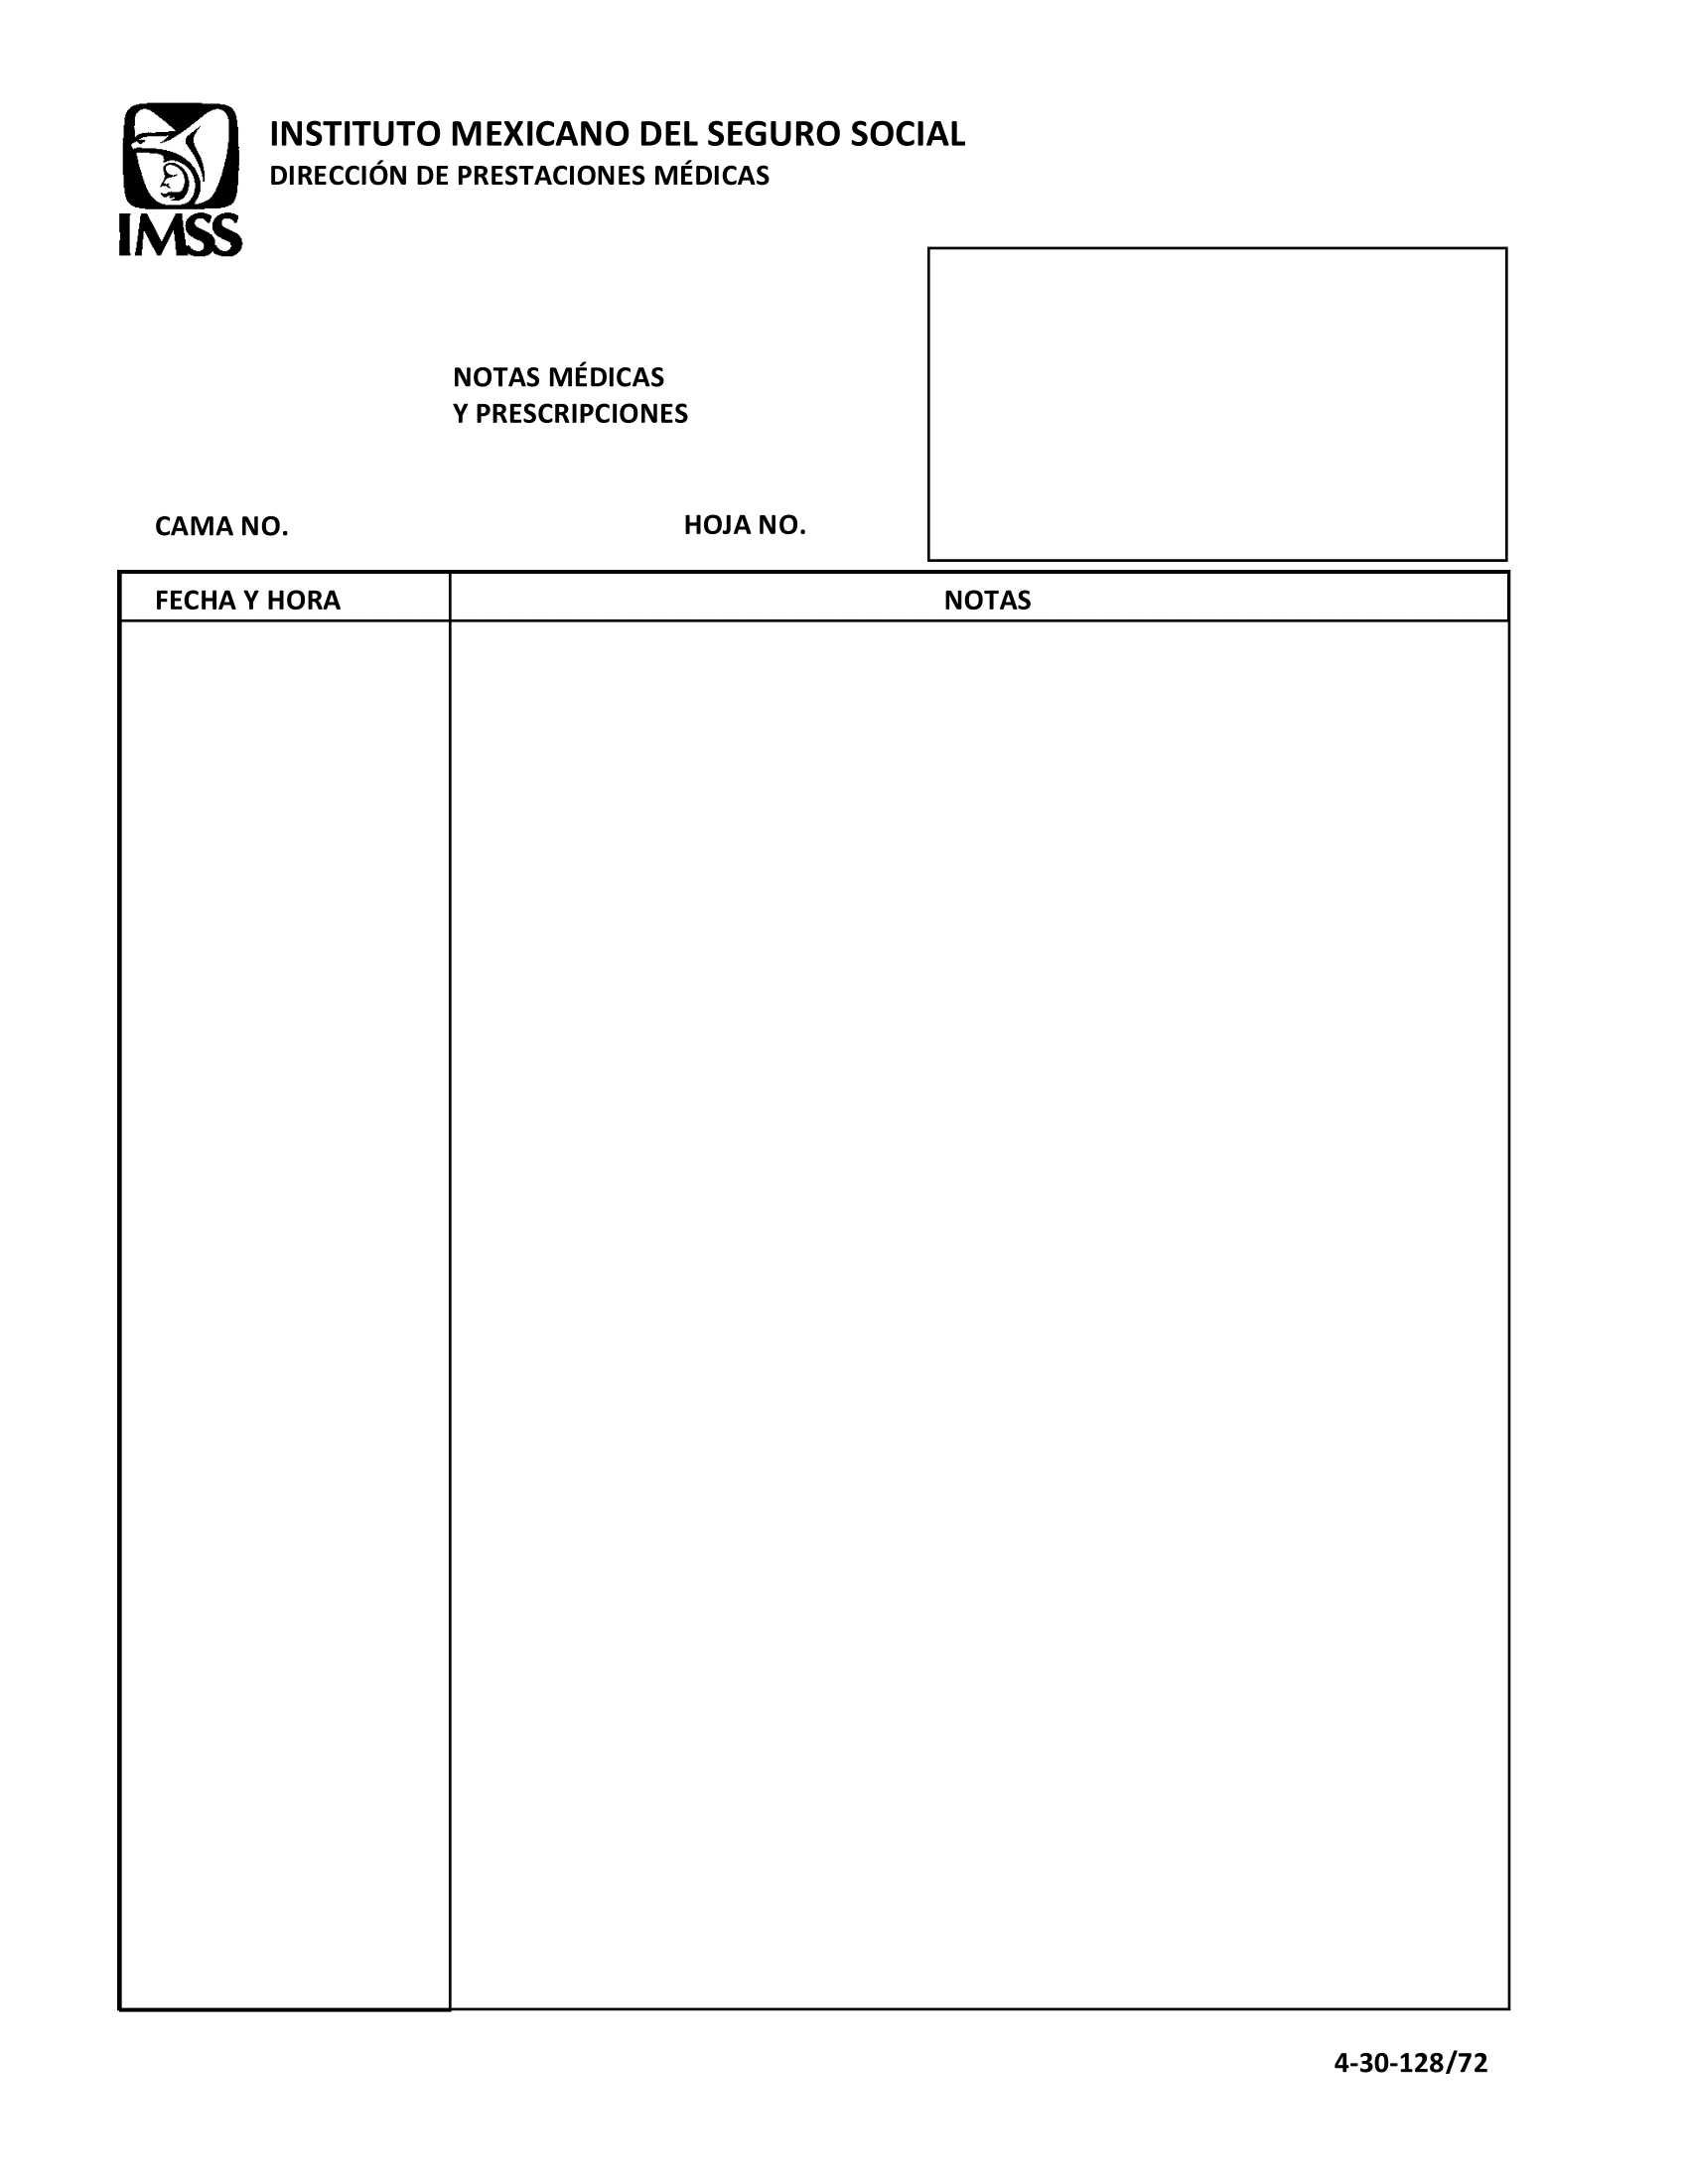 INSTITUTO MEXICANO DEL SEGURO SOCIAL
DIRECCIÓN DE PRESTACIONES MÉDICAS
IMSS
NOTAS MÉDICAS
Y PRESCRIPCIONES
CAMA NO.
HOJA NO.
FECHA Y HORA
NOTAS
4-30-128/72